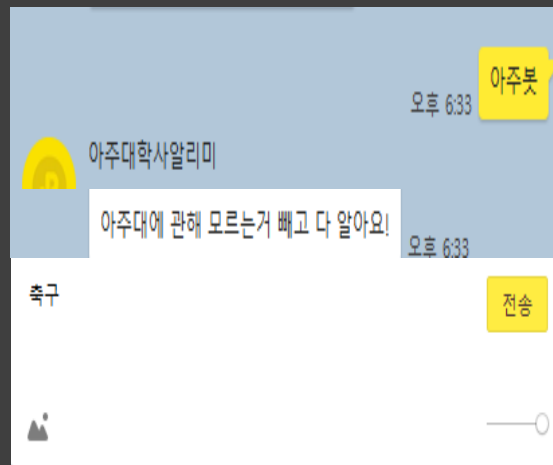 아주봇
오후 6:33
아주대학사알리미
아주대에 관해 모르는거 빼고 다 알아요!
오후 6:33
축구
전송